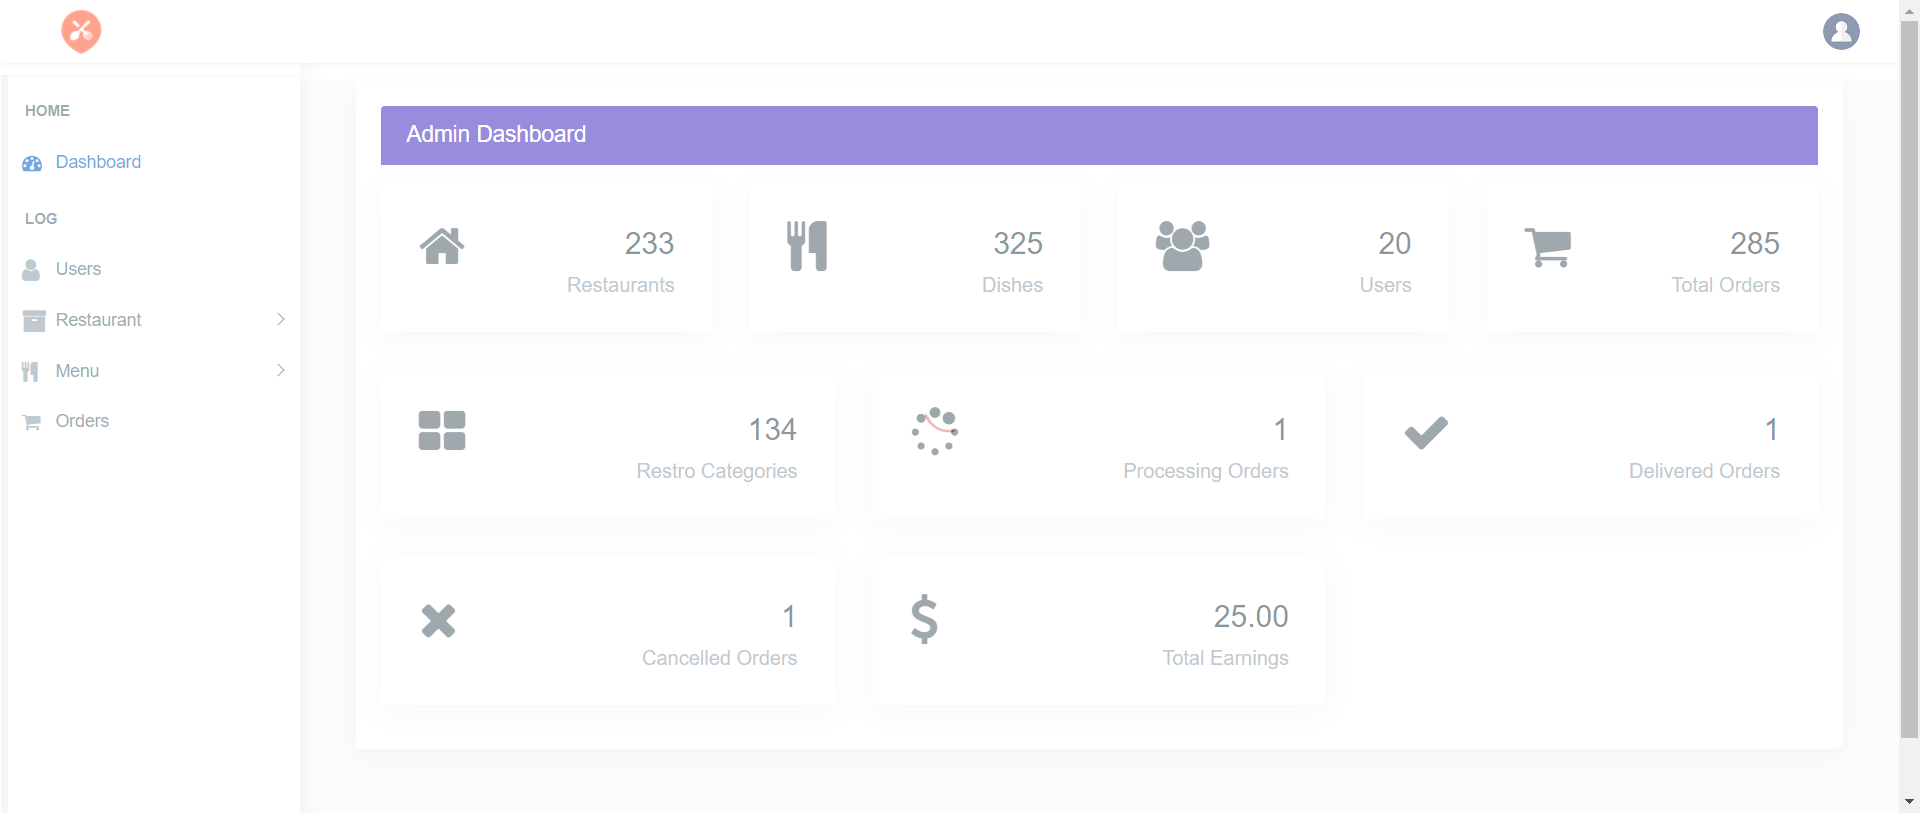 HOME
Dashboard
LOG
Users
Restaurant
Menu
Orders
Admin Dashboard
233
Restaurants
325
Dishes
20
Users
285
Total Orders
134
Restro Categories
1
Processing Orders
1
Delivered Orders
1
Cancelled Orders
25.00
Total Earnings